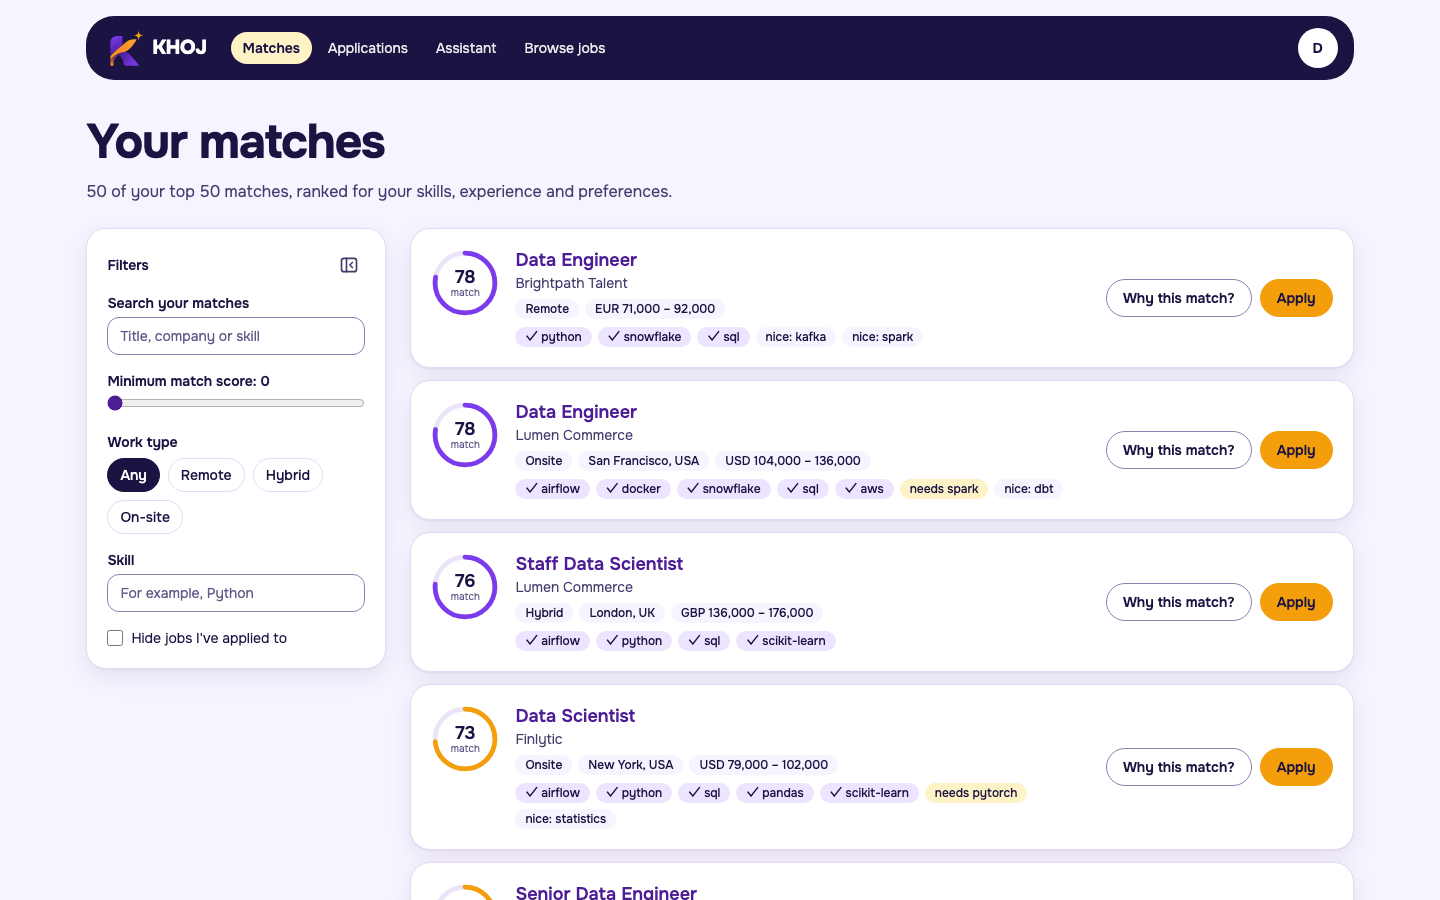 KHOJ
Matches
Applications
Assistant
Browse jobs
D
Your matches
50 of your top 50 matches, ranked for your skills, experience and preferences.
Filters
Search your matches
Title, company or skill
Minimum match score: 0
Work type
Any
Remote
Hybrid
On-site
Skill
For example, Python
Hide jobs I've applied to
78
match
Data Engineer
Brightpath Talent
Remote
EUR 71,000 – 92,000
✓ python
✓ snowflake
✓ sql
nice: kafka
nice: spark
Why this match?
Apply
78
match
Data Engineer
Lumen Commerce
Onsite
San Francisco, USA
USD 104,000 – 136,000
✓ airflow
✓ docker
✓ snowflake
✓ sql
✓ aws
needs spark
nice: dbt
Why this match?
Apply
76
match
Staff Data Scientist
Lumen Commerce
Hybrid
London, UK
GBP 136,000 – 176,000
✓ airflow
✓ python
✓ sql
✓ scikit-learn
Why this match?
Apply
73
match
Data Scientist
Finlytic
Onsite
New York, USA
USD 79,000 – 102,000
✓ airflow
✓ python
✓ sql
✓ pandas
✓ scikit-learn
needs pytorch
nice: statistics
Why this match?
Apply
Senior Data Engineer